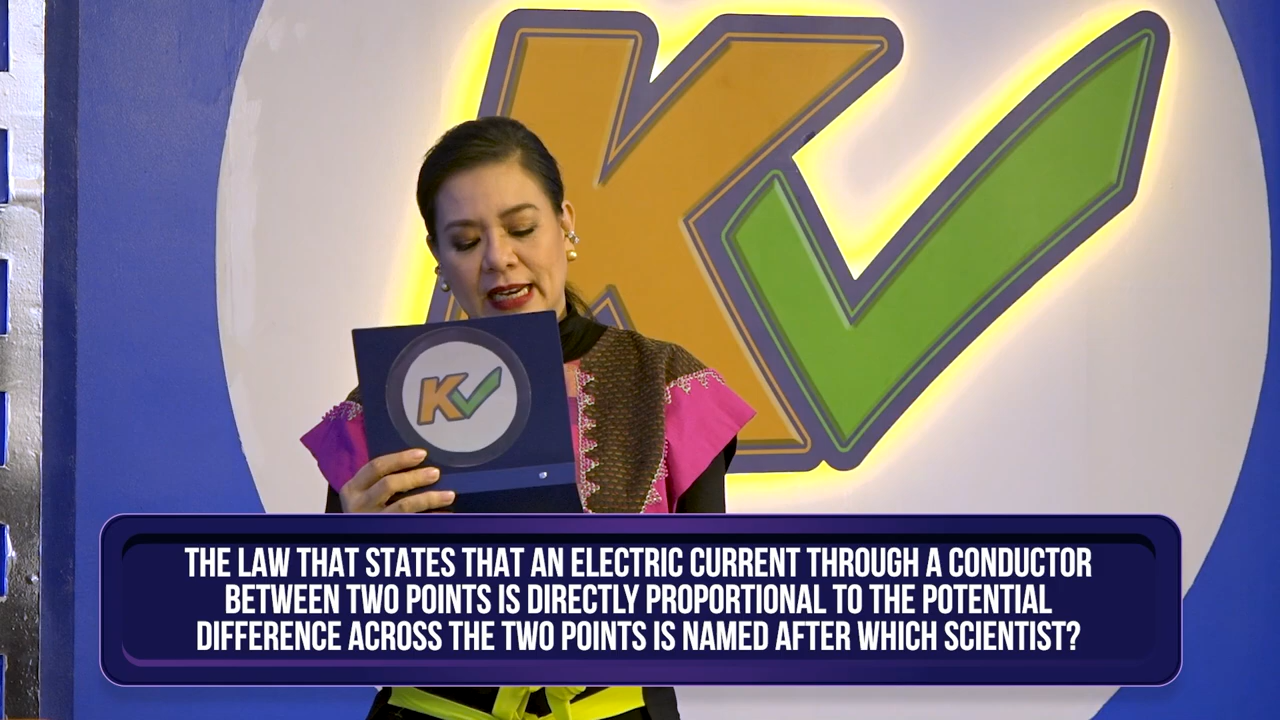 K
K
THE LAW THAT STATES THAT AN ELECTRIC CURRENT THROUGH A CONDUCTOR
BETWEEN TWO POINTS IS DIRECTLY PROPORTIONAL TO THE POTENTIAL
DIFFERENCE ACROSS THE TWO POINTS IS NAMED AFTER WHICH SCIENTIST?